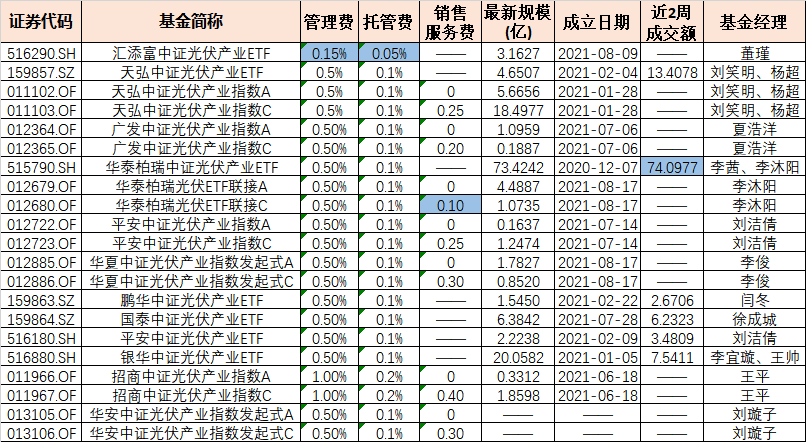 证券代码 基金简称 管理费 托管费 销售服务费 最新规模(亿) 成立日期 近2周成交额 基金经理
516290.SH 汇添富中证光伏产业ETF 0.15% 0.05% —— 3.1627 2021-08-09 —— 董瑾
159857.SZ 天弘中证光伏产业ETF 0.5% 0.1% —— 4.6507 2021-02-04 13.4078 刘笑明、杨超
011102.OF 天弘中证光伏产业指数A 0.5% 0.1% 0 5.6656 2021-01-28 —— 刘笑明、杨超
011103.OF 天弘中证光伏产业指数C 0.5% 0.1% 0.25 18.4977 2021-01-28 —— 刘笑明、杨超
012364.OF 广发中证光伏产业指数A 0.50% 0.1% 0 1.0959 2021-07-06 —— 夏浩洋
012365.OF 广发中证光伏产业指数C 0.50% 0.1% 0.20 0.1887 2021-07-06 —— 夏浩洋
515790.SH 华泰柏瑞中证光伏产业ETF 0.50% 0.1% —— 73.4242 2020-12-07 74.0977 李茜、李沐阳
012679.OF 华泰柏瑞光伏ETF联接A 0.50% 0.1% 0 4.4887 2021-08-17 —— 李沐阳
012680.OF 华泰柏瑞光伏ETF联接C 0.50% 0.1% 0.10 1.0735 2021-08-17 —— 李沐阳
012722.OF 平安中证光伏产业指数A 0.50% 0.1% 0 0.1637 2021-07-14 —— 刘洁倩
012723.OF 平安中证光伏产业指数C 0.50% 0.1% 0.25 1.2474 2021-07-14 —— 刘洁倩
012885.OF 华夏中证光伏产业指数发起式A 0.50% 0.1% 0 1.7827 2021-08-17 —— 李俊
012886.OF 华夏中证光伏产业指数发起式C 0.50% 0.1% 0.30 0.8520 2021-08-17 —— 李俊
159863.SZ 鹏华中证光伏产业ETF 0.50% 0.1% —— 1.5450 2021-02-22 2.6706 闫冬
159864.SZ 国泰中证光伏产业ETF 0.50% 0.1% —— 6.3842 2021-07-28 6.2323 徐成城
516180.SH 平安中证光伏产业ETF 0.50% 0.1% —— 2.2238 2021-02-09 3.4809 刘洁倩
516880.SH 银华中证光伏产业ETF 0.50% 0.1% —— 20.0582 2021-01-05 7.5411 李宜璇、王帅
011966.OF 招商中证光伏产业指数A 1.00% 0.2% 0 0.3312 2021-06-18 —— 王平
011967.OF 招商中证光伏产业指数C 1.00% 0.2% 0.40 1.8598 2021-06-18 —— 王平
013105.OF 华安中证光伏产业指数发起式A 0.50% 0.1% 0 —— —— —— 刘璇子
013106.OF 华安中证光伏产业指数发起式C 0.50% 0.1% 0.30 —— —— —— 刘璇子